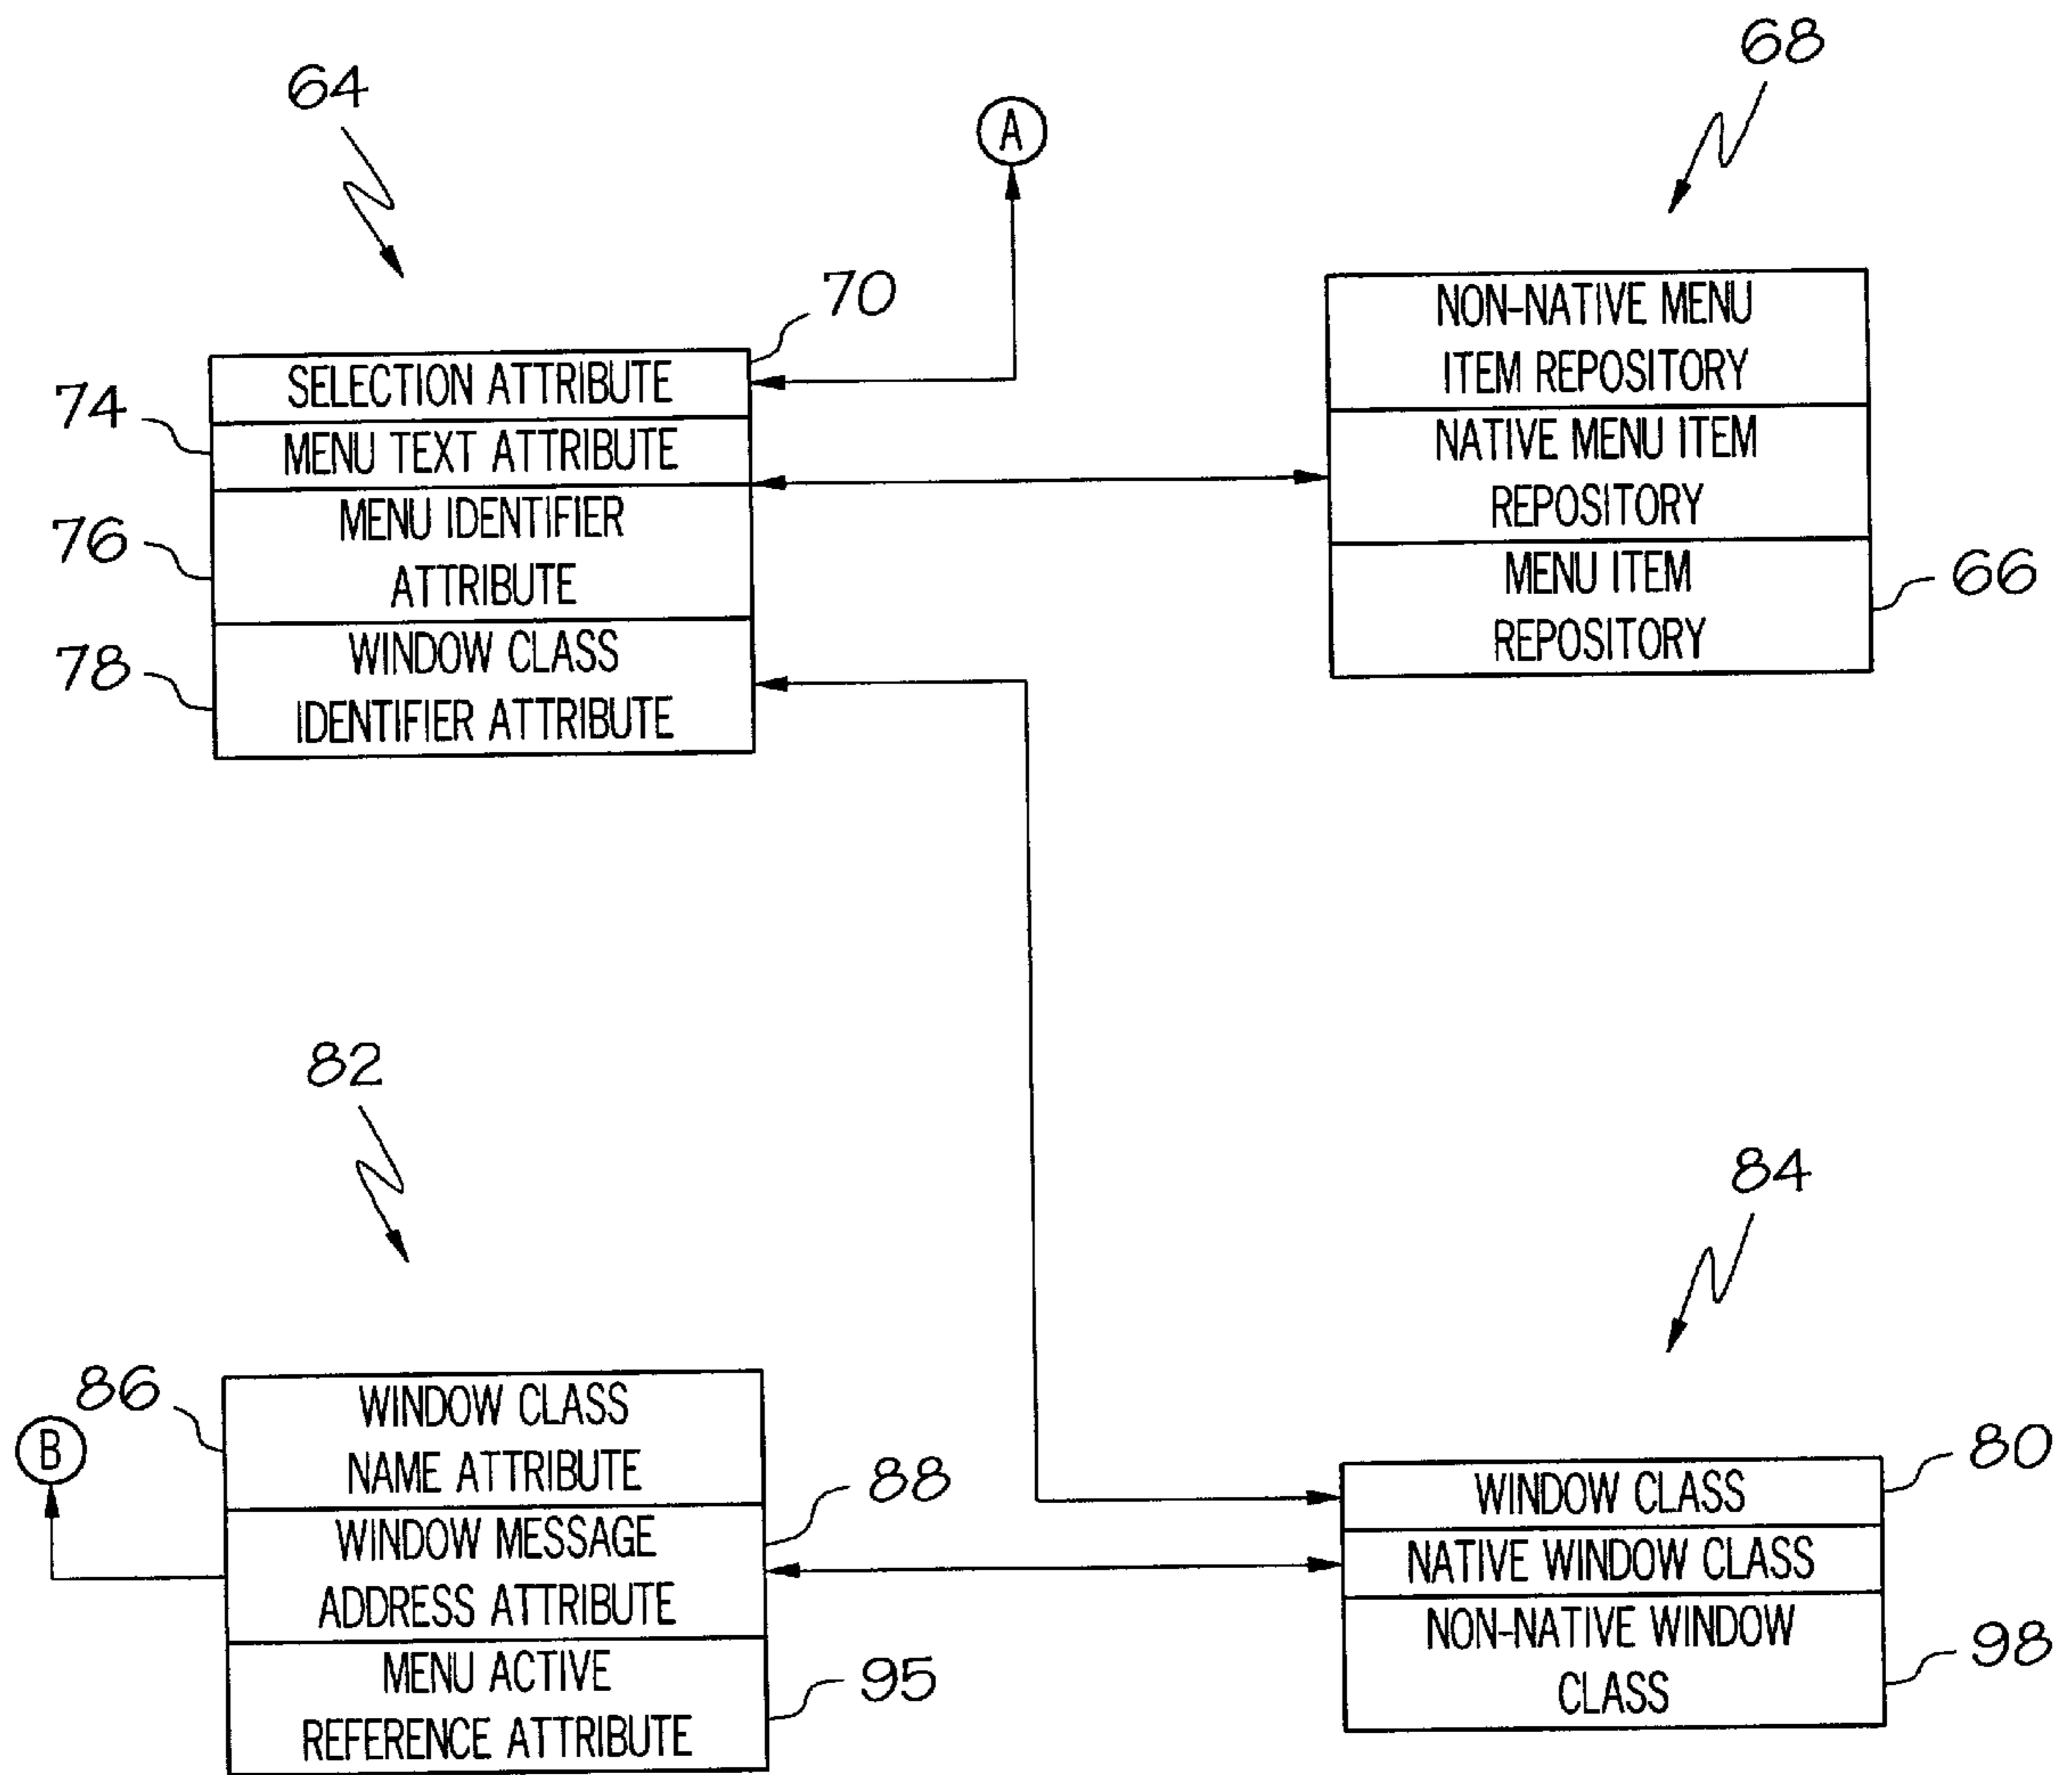 64
68
A
70
SELECTION ATTRIBUTE
74
MENU TEXT ATTRIBUTE
76
MENU IDENTIFIER
ATTRIBUTE
78
WINDOW CLASS
IDENTIFIER ATTRIBUTE
NON-NATIVE MENU
ITEM REPOSITORY
NATIVE MENU ITEM
REPOSITORY
MENU ITEM
REPOSITORY
66
82
84
86
B
WINDOW CLASS
NAME ATTRIBUTE
88
WINDOW MESSAGE
ADDRESS ATTRIBUTE
MENU ACTIVE
REFERENCE ATTRIBUTE
95
80
WINDOW CLASS
NATIVE WINDOW CLASS
NON-NATIVE WINDOW
CLASS
98